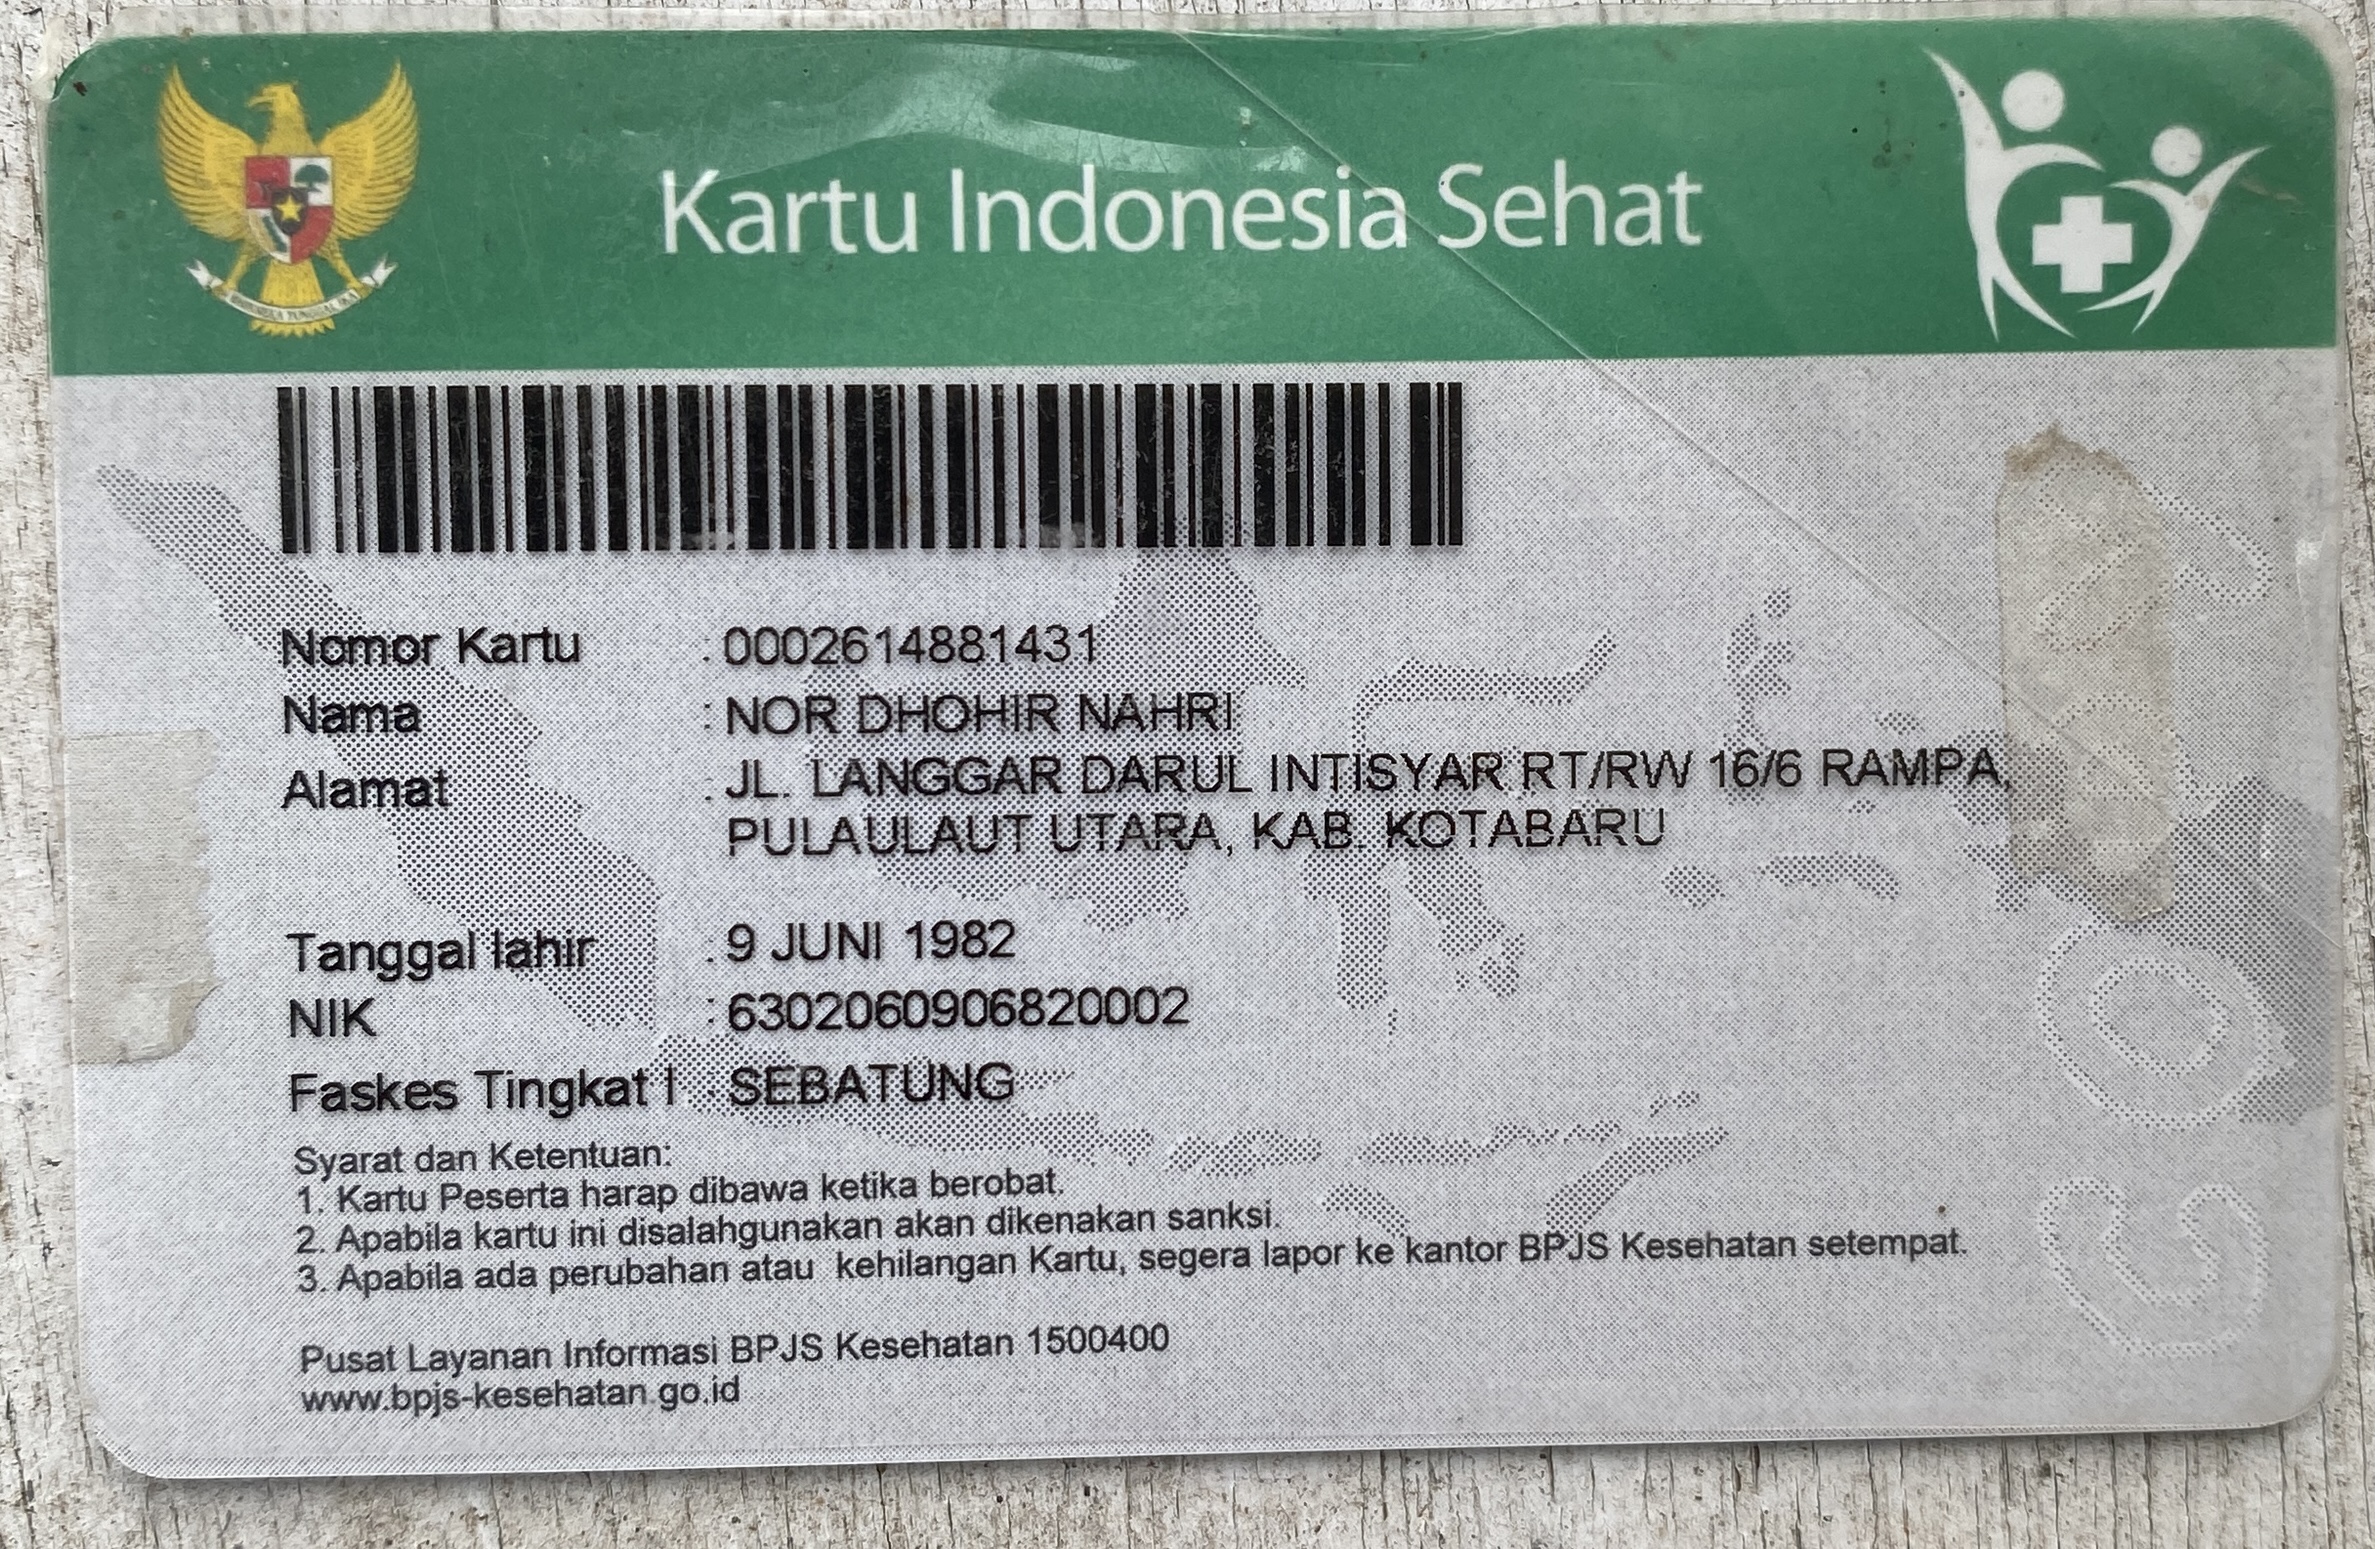 Kartu Indonesia Sehat
Nomor Kartu : 0002614881431
Nama : NOR DHOHIR NAHRI
Alamat : JL. LANGGAR DARUL INTISYAR RT/RW 16/6 RAMPA,
PULAULAUT UTARA, KAB. KOTABARU
Tanggal lahir : 9 JUNI 1982
NIK : 6302060906820002
Faskes Tingkat I : SEBATUNG
Syarat dan Ketentuan:
1. Kartu Peserta harap dibawa ketika berobat.
2. Apabila kartu ini disalahgunakan akan dikenakan sanksi.
3. Apabila ada perubahan atau kehilangan Kartu, segera lapor ke kantor BPJS Kesehatan setempat.
Pusat Layanan Informasi BPJS Kesehatan 1500400
www.bpjs-kesehatan.go.id